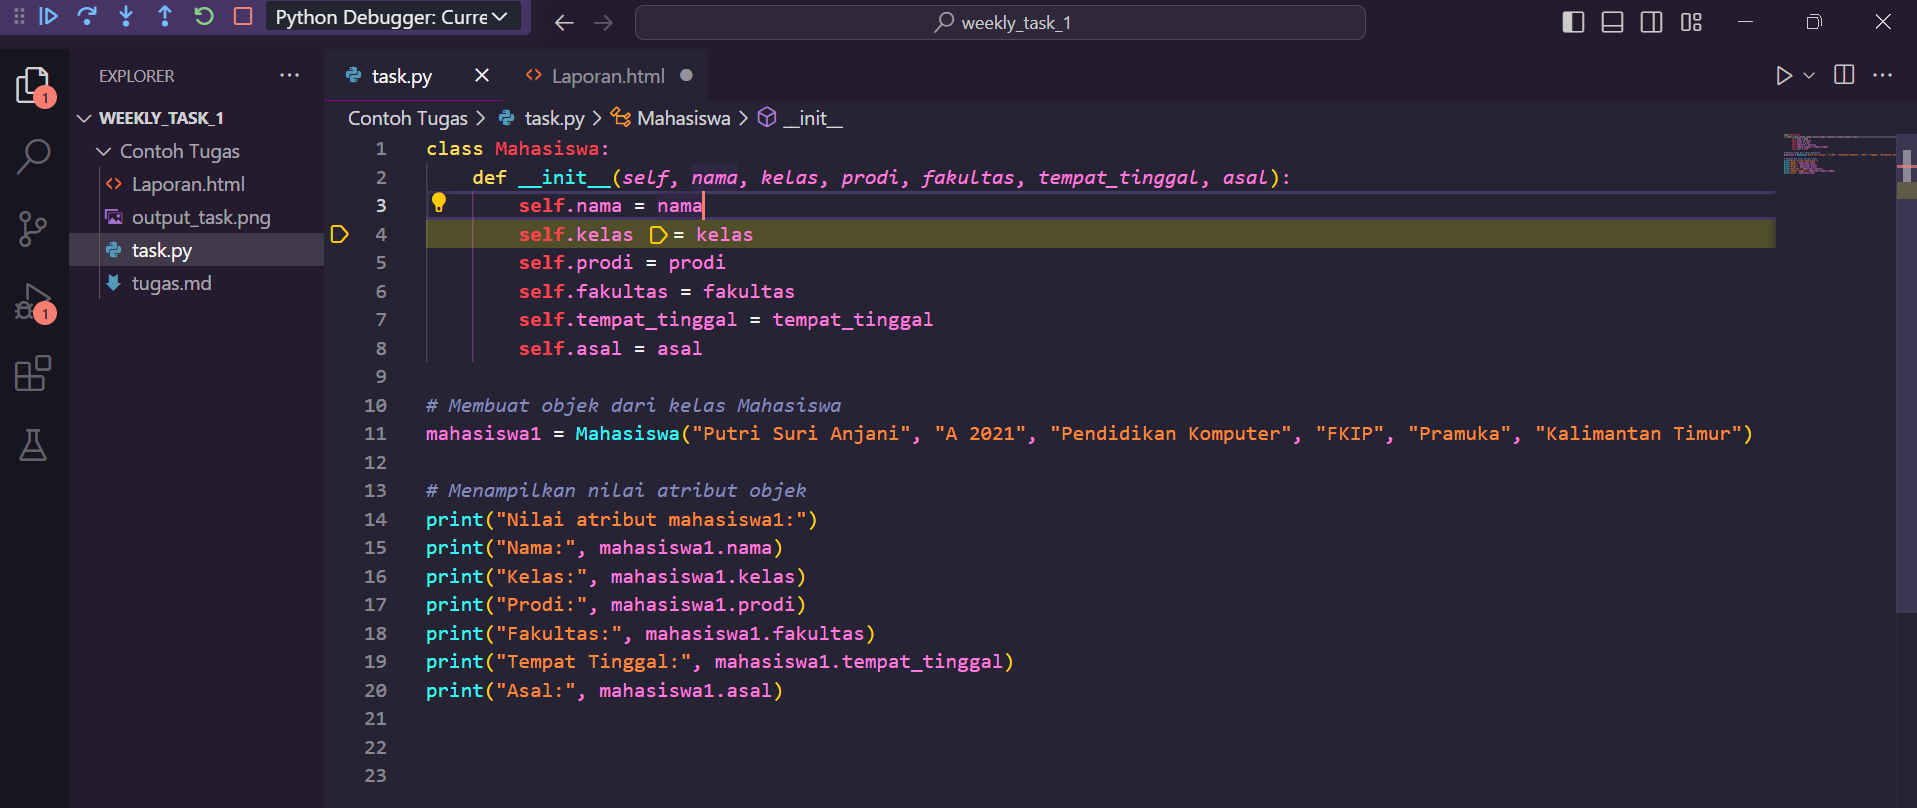 Python Debugger: Curre
weekly_task_1
EXPLORER
WEEKLY_TASK_1
Contoh Tugas
Laporan.html
output_task.png
task.py
tugas.md
1
1
task.py
Laporan.html
Contoh Tugas > task.py > Mahasiswa > __init__
1 class Mahasiswa:
2 def __init__(self, nama, kelas, prodi, fakultas, tempat_tinggal, asal):
3 self.nama = nama
4 self.kelas = kelas
5 self.prodi = prodi
6 self.fakultas = fakultas
7 self.tempat_tinggal = tempat_tinggal
8 self.asal = asal
9
10 # Membuat objek dari kelas Mahasiswa
11 mahasiswa1 = Mahasiswa("Putri Suri Anjani", "A 2021", "Pendidikan Komputer", "FKIP", "Pramuka", "Kalimantan Timur")
12
13 # Menampilkan nilai atribut objek
14 print("Nilai atribut mahasiswa1:")
15 print("Nama:", mahasiswa1.nama)
16 print("Kelas:", mahasiswa1.kelas)
17 print("Prodi:", mahasiswa1.prodi)
18 print("Fakultas:", mahasiswa1.fakultas)
19 print("Tempat Tinggal:", mahasiswa1.tempat_tinggal)
20 print("Asal:", mahasiswa1.asal)
21
22
23